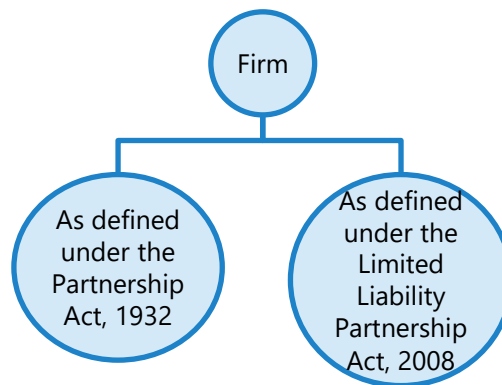 Firm
As defined
under the
Partnership
Act, 1932
As defined
under the
Limited
Liability
Partnership
Act, 2008